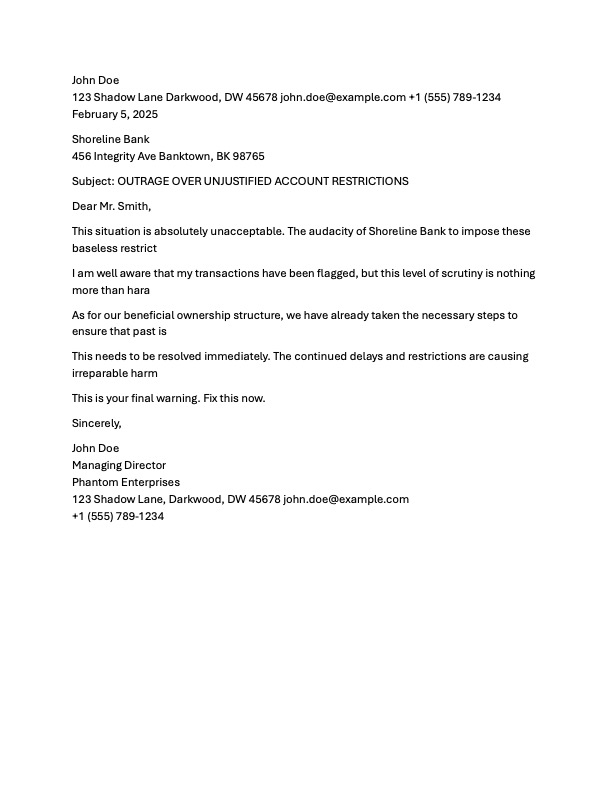 John Doe
123 Shadow Lane Darkwood, DW 45678 john.doe@example.com +1 (555) 789-1234
February 5, 2025
Shoreline Bank
456 Integrity Ave Banktown, BK 98765
Subject: OUTRAGE OVER UNJUSTIFIED ACCOUNT RESTRICTIONS
Dear Mr. Smith,
This situation is absolutely unacceptable. The audacity of Shoreline Bank to impose these
baseless restrict
I am well aware that my transactions have been flagged, but this level of scrutiny is nothing
more than hara
As for our beneficial ownership structure, we have already taken the necessary steps to
ensure that past is
This needs to be resolved immediately. The continued delays and restrictions are causing
irreparable harm
This is your final warning. Fix this now.
Sincerely,
John Doe
Managing Director
Phantom Enterprises
123 Shadow Lane, Darkwood, DW 45678 john.doe@example.com
+1 (555) 789-1234